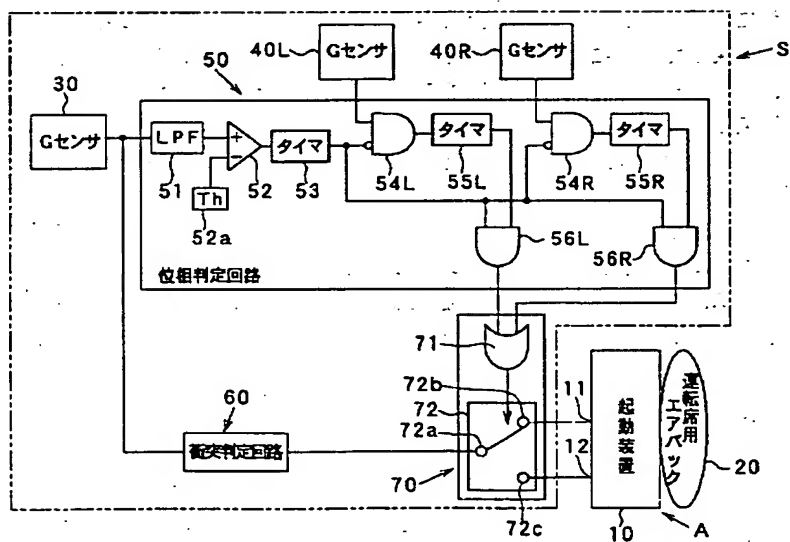 40L
Gセンサ
40R
Gセンサ
S
50
30
Gセンサ
LPF
+
−
タイマ
タイマ
タイマ
51
52
53
54L
55L
54R
55R
Th
52a
56L
56R
位相判定回路
71
72b
72
72a
60
衝突判定回路
70
72c
11
12
起動装置
運転席用
エアバック
20
10
A